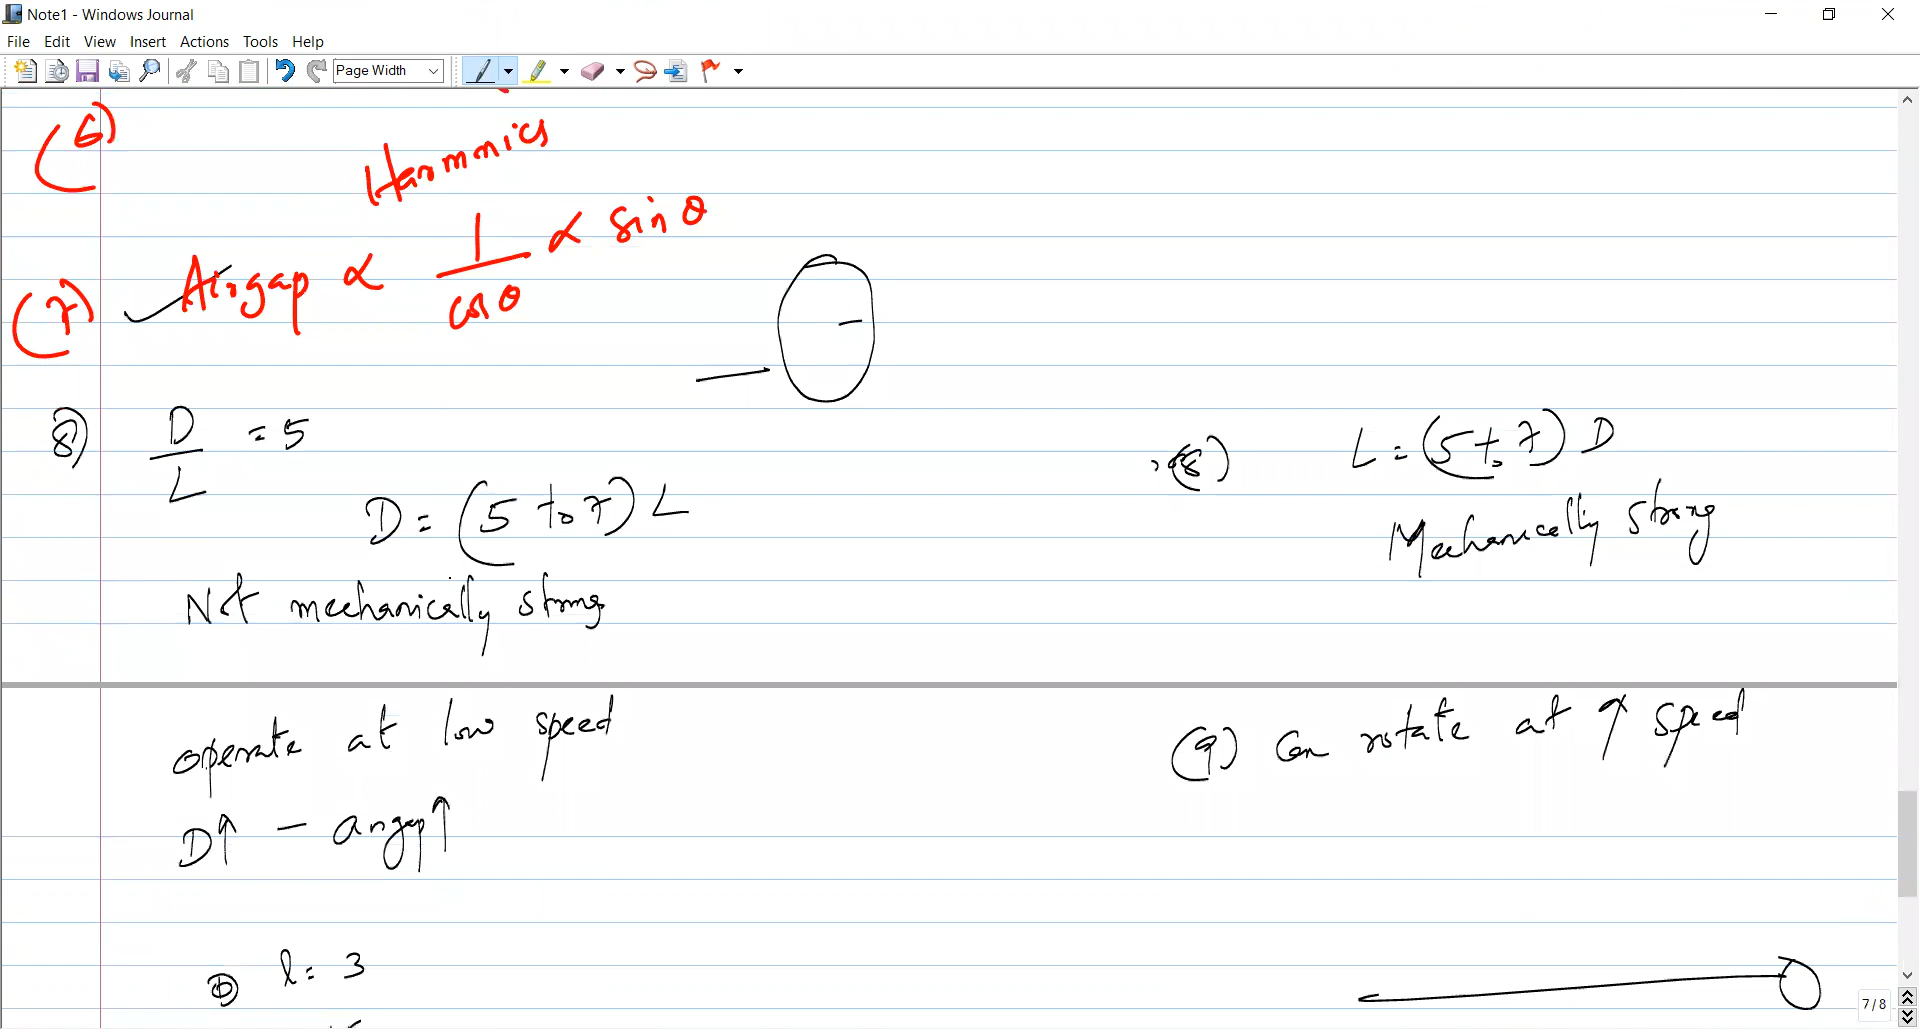 Note1 - Windows Journal
File Edit View Insert Actions Tools Help
Page Width
(6)
Harmonics
(7) Airgap ∝ 1/cosθ ∝ sin θ
8) D/L = 5
D = (5 to 7) L
Not mechanically strong
(8) L = (5 to 7) D
Mechanically strong
operate at low speed
D↑ - airgap↑
(9) Can rotate at ↑ speed
D l = 3
7 / 8